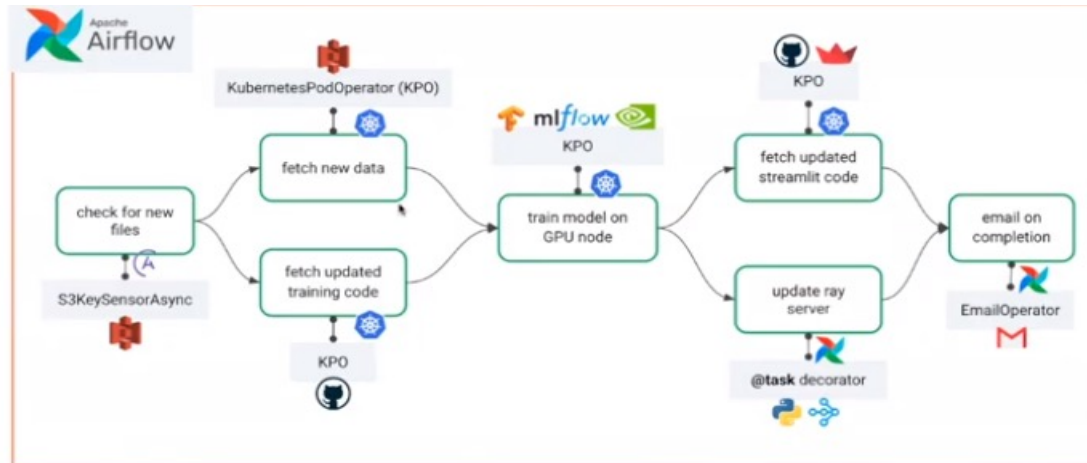 Apache
Airflow
KubernetesPodOperator (KPO)
fetch new data
check for new
files
S3KeySensorAsync
fetch updated
training code
KPO
mlflow
KPO
train model on
GPU node
KPO
fetch updated
streamlit code
update ray
server
@task decorator
email on
completion
EmailOperator